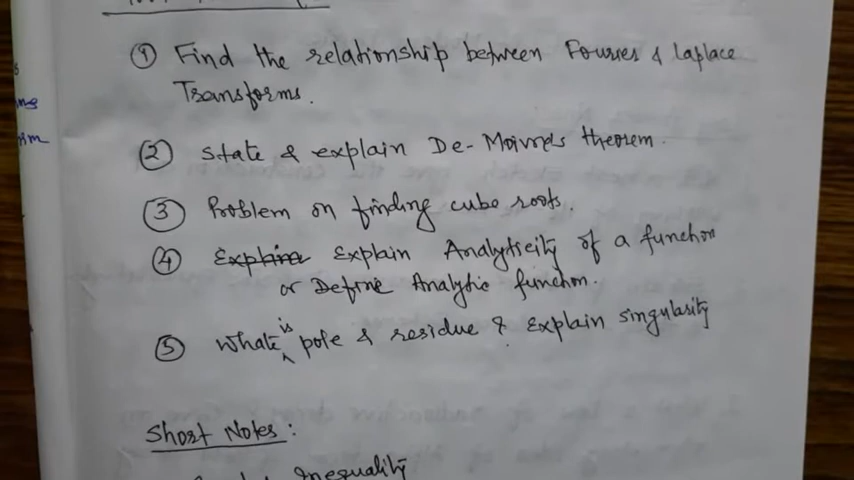 ① Find the relationship between Fourier & Laplace
Transforms.
② State & explain De-Moivre's theorem.
③ Problem on finding cube roots.
④ Explain Explain Analyticity of a function
or Define Analytic function.
⑤ What is pole & residue & Explain singularity
Short Notes:
Inequality